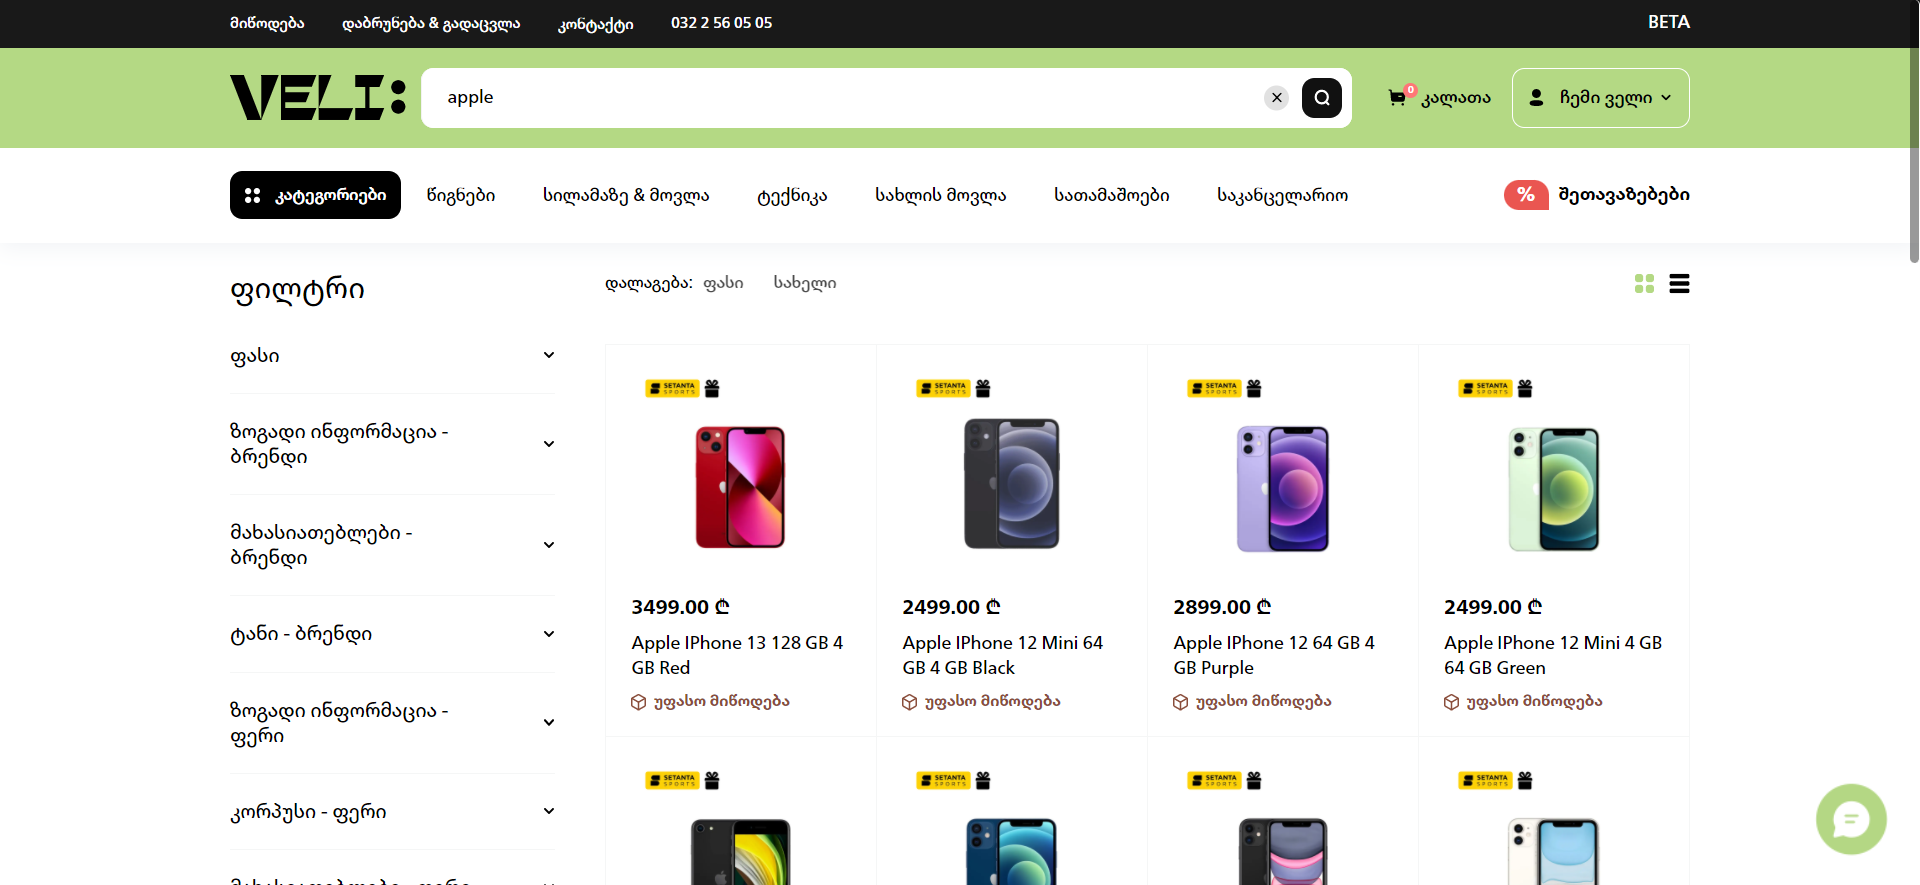 მიწოდება დაბრუნება & გადაცვლა კონტაქტი 032 2 56 05 05 BETA
VELI: apple 0 კალათა ჩემი ველი
კატეგორიები წიგნები სილამაზე & მოვლა ტექნიკა სახლის მოვლა სათამაშოები საკანცელარიო % შეთავაზებები
ფილტრი
დალაგება: ფასი სახელი
ფასი
ზოგადი ინფორმაცია -
ბრენდი
მახასიათებლები -
ბრენდი
ტანი - ბრენდი
ზოგადი ინფორმაცია -
ფერი
კორპუსი - ფერი
SETANTA
SPORTS
3499.00 ₾
Apple IPhone 13 128 GB 4
GB Red
უფასო მიწოდება
SETANTA
SPORTS
2499.00 ₾
Apple IPhone 12 Mini 64
GB 4 GB Black
უფასო მიწოდება
SETANTA
SPORTS
2899.00 ₾
Apple IPhone 12 64 GB 4
GB Purple
უფასო მიწოდება
SETANTA
SPORTS
2499.00 ₾
Apple IPhone 12 Mini 4 GB
64 GB Green
უფასო მიწოდება
SETANTA
SPORTS
SETANTA
SPORTS
SETANTA
SPORTS
SETANTA
SPORTS